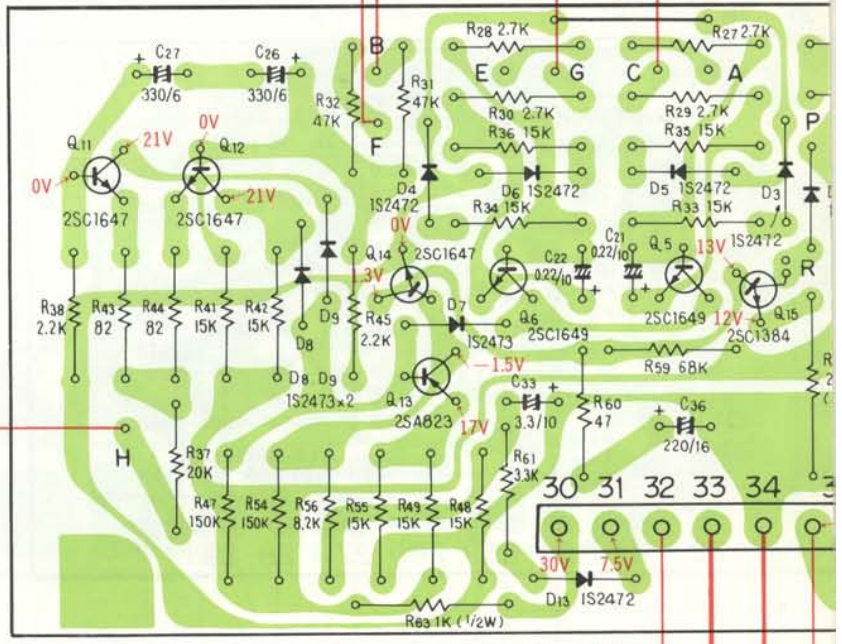 R28 2.7K
R27 2.7K
C27
330/6
C26
330/6
B
R31
47K
R32
47K
F
E
G
C
A
R30 2.7K
R29 2.7K
P
R36 15K
R35 15K
Q11
21V
0V
2SC1647
0V
Q12
21V
2SC1647
D4
1S2472
D6 1S2472
D5 1S2472
D3
1S2472
R34 15K
R33 15K
0V
Q14
2SC1647
1.3V
C22
0.22/10
C21
0.22/10
Q5
2SC1649
13V
R
12V
Q15
2SC1384
R38
2.2K
R43
82
R44
82
R41
15K
R42
15K
D8
D9
R45
2.2K
D7
1S2473
Q6
2SC1649
D8 D9
1S2473x2
Q13
2SA823
-1.5V
17V
R59 68K
C33
3.3/10
R60
47
C36
220/16
H
R37
20K
R61
3.3K
R47
150K
R54
150K
R56
8.2K
R55
15K
R49
15K
R48
15K
30 31 32 33 34
30V
7.5V
D13 1S2472
R63 1K (1/2W)